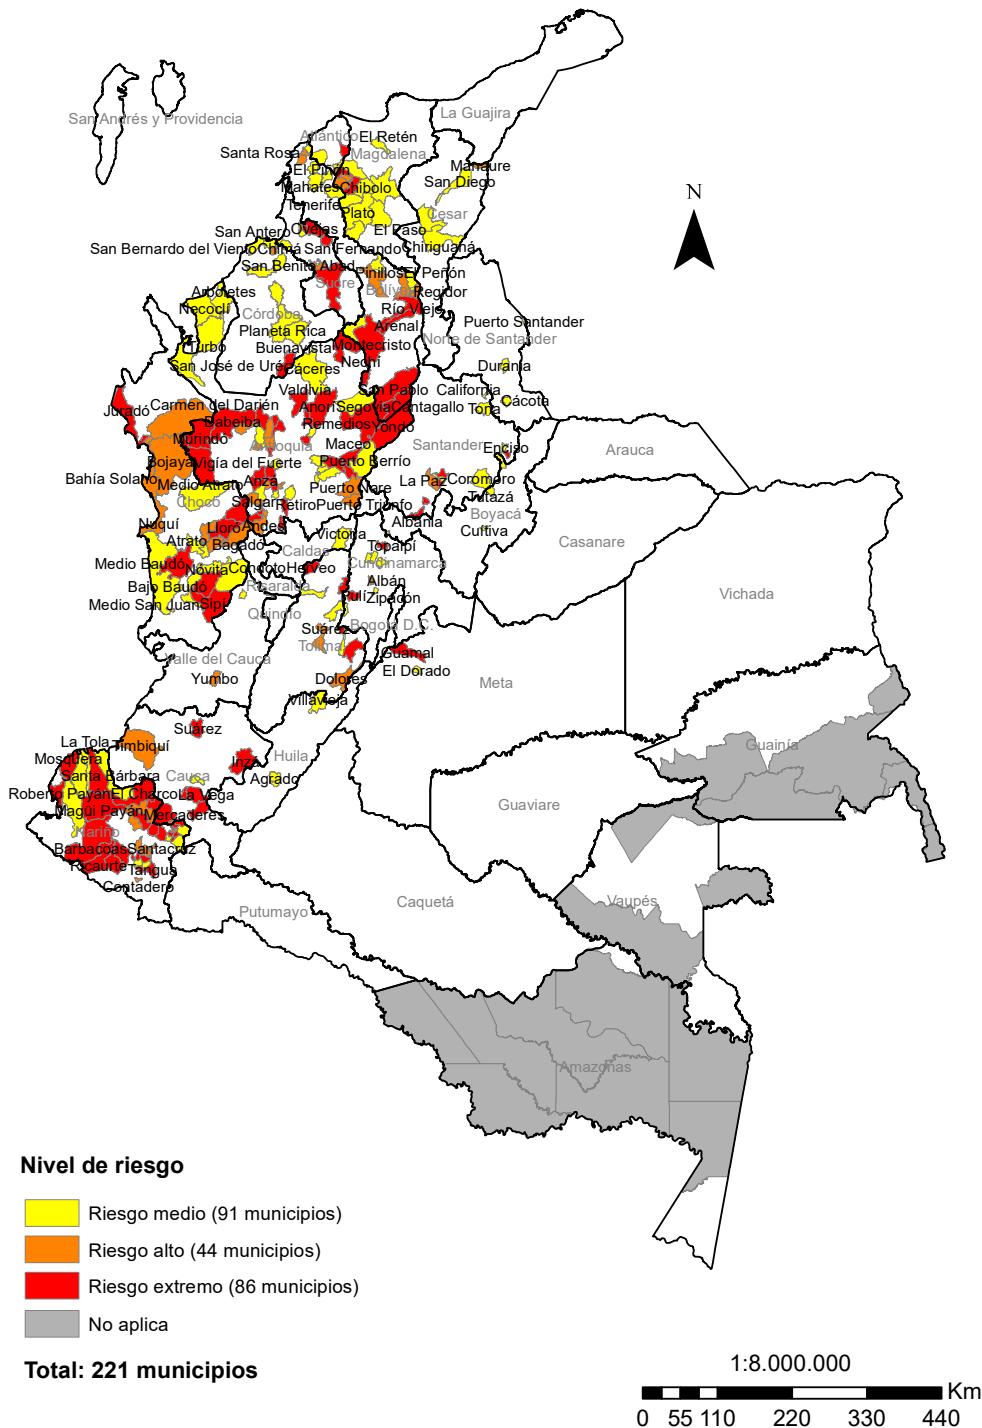 La Guajira
San Andrés y Providencia
Atlántico
El Retén
Santa Rosa
Magdalena
Manaure
El Piñón
San Diego
Mahates
Chibolo
Tenerife
Plato
Cesar
San Antero
Ovejas
El Paso
San Bernardo del Viento
Chimá
San Fernando
Chiriguaná
San Benito Abad
Pinillos
El Peñón
Sucre
Bolívar
Regidor
Arboletes
Necoclí
Córdoba
Río Viejo
Arenal
Puerto Santander
Turbo
Planeta Rica
Norte de Santander
Buenavista
Montecristo
San José de Uré
Nechí
Durania
Cáceres
Valdivia
San Pablo
California
Juradó
Carmen del Darién
Anorí
Segovia
Cantagallo
Toná
Cácota
Dabeiba
Remedios
Yondó
Murindó
Antioquia
Maceo
Santander
Enciso
Arauca
Bojaya
Vigía del Fuerte
Puerto Berrío
Bahía Solano
Medio Atrato
Anzá
La Paz
Coromoro
Puerto Nare
Tutazá
Chocó
Salgar
Retiro
Puerto Triunfo
Boyacá
Nuquí
Lloró
Andes
Albania
Cuítiva
Atrato
Bagadó
Victoria
Casanare
Caldas
Topaipí
Medio Baudó
Nóvita
Condoto
Herveo
Cundinamarca
Bajo Baudó
Risaralda
Albán
Vichada
Medio San Juan
Sipí
Pulí
Zipacón
Quindío
Bogotá D.C.
Suárez
Tolima
Valle del Cauca
Guamal
Yumbo
Dolores
El Dorado
Meta
Villavieja
Suárez
La Tola
Timbiquí
Guainía
Mosquera
Inzá
Huila
Santa Bárbara
Cauca
Agrado
Roberto Payán
El Charco
La Vega
Guaviare
Magüi Payán
Mercaderes
Nariño
Barbacoas
Santacruz
Ricaurte
Tangua
Contadero
Caquetá
Vaupés
Putumayo
Amazonas
N
Nivel de riesgo
Riesgo medio (91 municipios)
Riesgo alto (44 municipios)
Riesgo extremo (86 municipios)
No aplica
Total: 221 municipios
1:8.000.000
Km
0 55 110 220 330 440